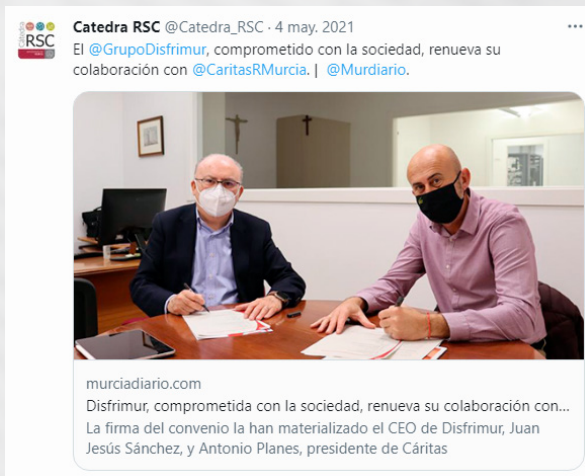 Cátedra
RSC
Catedra RSC @Catedra_RSC · 4 may. 2021
El @GrupoDisfrimur, comprometido con la sociedad, renueva su
colaboración con @CaritasRMurcia. | @Murdiario.
murciadiario.com
Disfrimur, comprometida con la sociedad, renueva su colaboración con...
La firma del convenio la han materializado el CEO de Disfrimur, Juan
Jesús Sánchez, y Antonio Planes, presidente de Cáritas